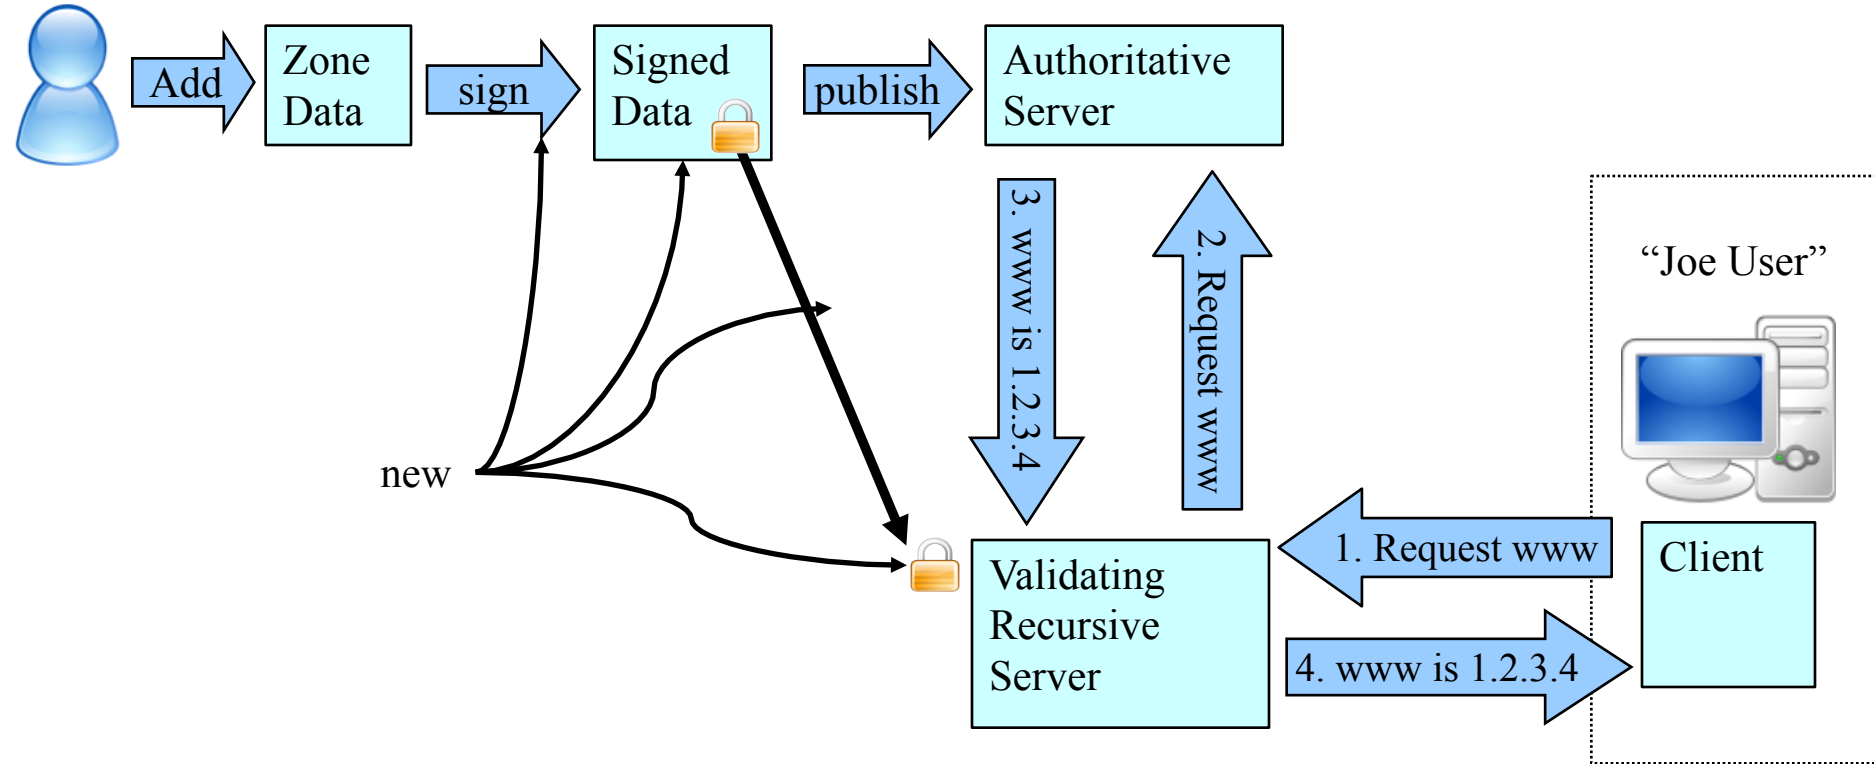 Add
Zone
Data
sign
Signed
Data
publish
Authoritative
Server
3. www is 1.2.3.4
2. Request www
“Joe User”
new
Validating
Recursive
Server
1. Request www
4. www is 1.2.3.4
Client